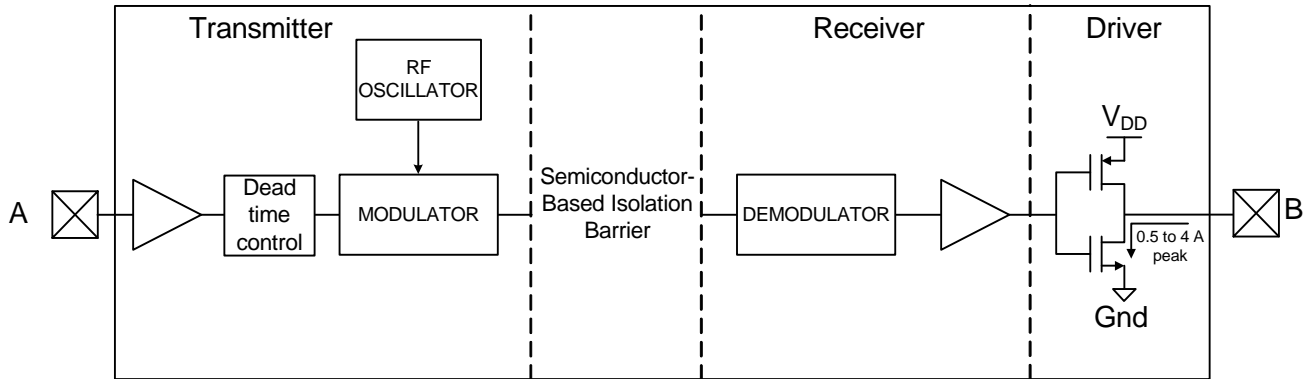 Transmitter
Receiver
Driver
RF
OSCILLATOR
VDD
A
Dead
time
control
MODULATOR
Semiconductor-
Based Isolation
Barrier
DEMODULATOR
B
0.5 to 4 A
peak
Gnd